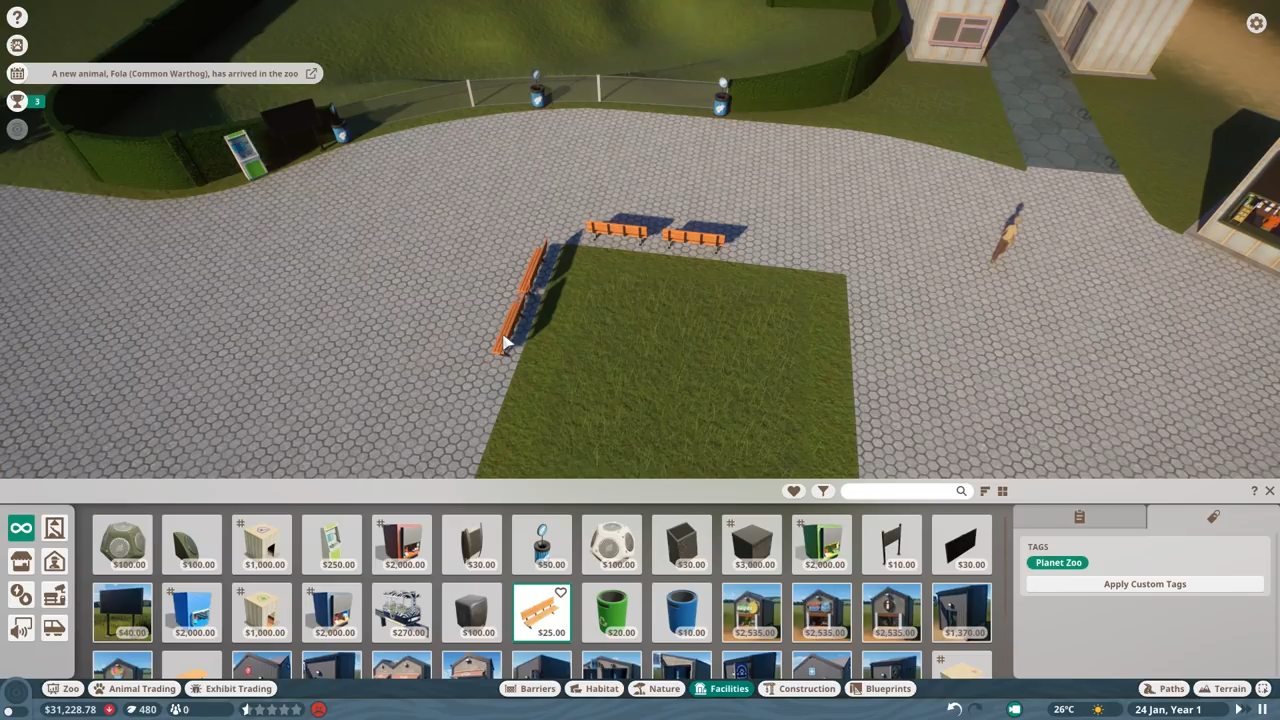 ?
A new animal, Fola (Common Warthog), has arrived in the zoo
3
? 
$100.00 $100.00 $1,000.00 $250.00 $2,000.00 $30.00 $50.00 $100.00 $30.00 $3,000.00 $2,000.00 $10.00 $30.00
$40.00 $2,000.00 $1,000.00 $2,000.00 $270.00 $100.00 $25.00 $20.00 $10.00 $2,535.00 $2,535.00 $2,535.00 $1,370.00
TAGS
Planet Zoo
Apply Custom Tags
Zoo Animal Trading Exhibit Trading Barriers Habitat Nature Facilities Construction Blueprints Paths Terrain
$31,228.78 480 0 26°C 24 Jan, Year 1